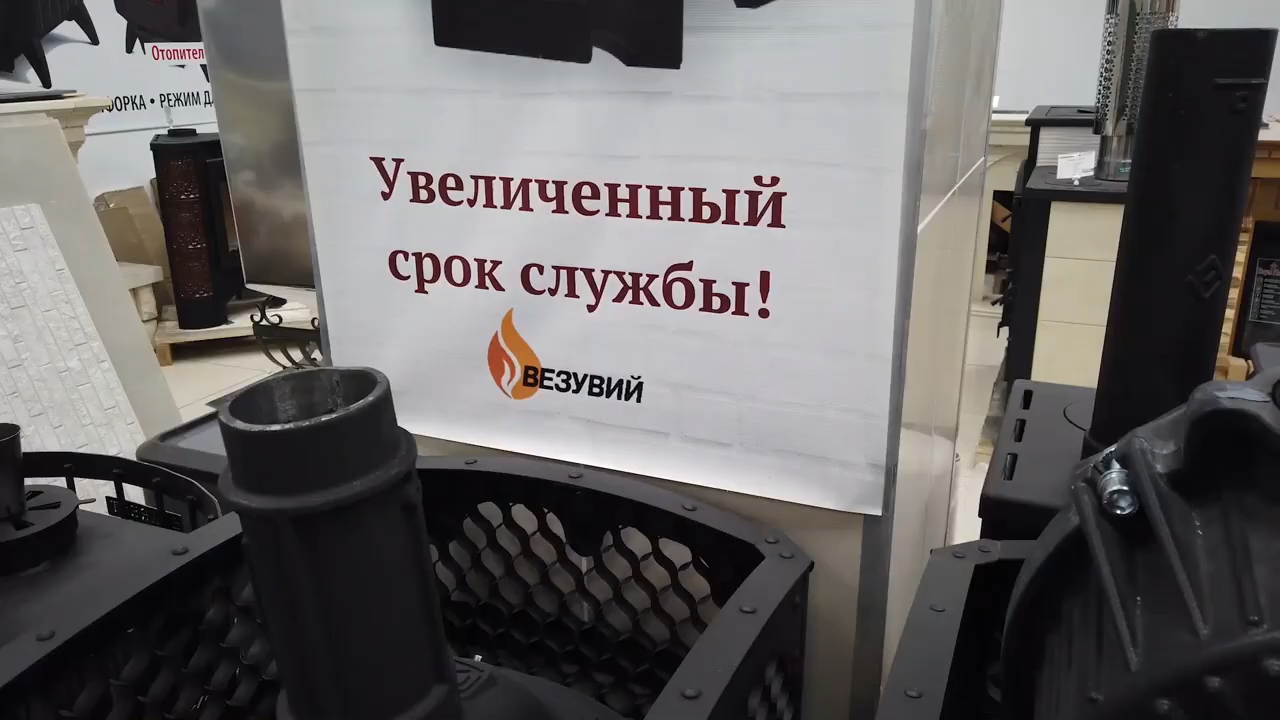 Отопител
ФОРКА • РЕЖИМ Д
Увеличенный
срок службы!
ВЕЗУВИЙ